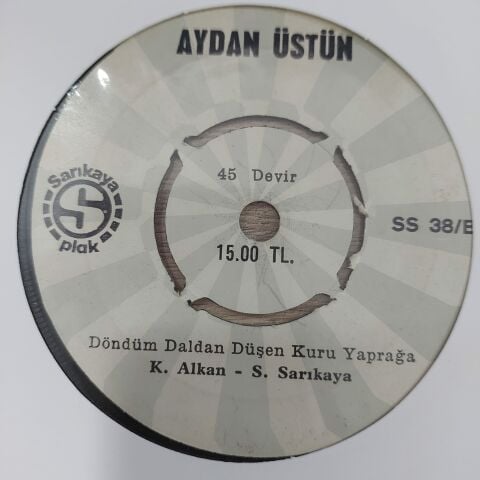 AYDAN ÜSTÜN
45 Devir
Sarıkaya
S
plak
SS 38/B
15.00 TL.
Döndüm Daldan Düşen Kuru Yaprağa
K. Alkan - S. Sarıkaya